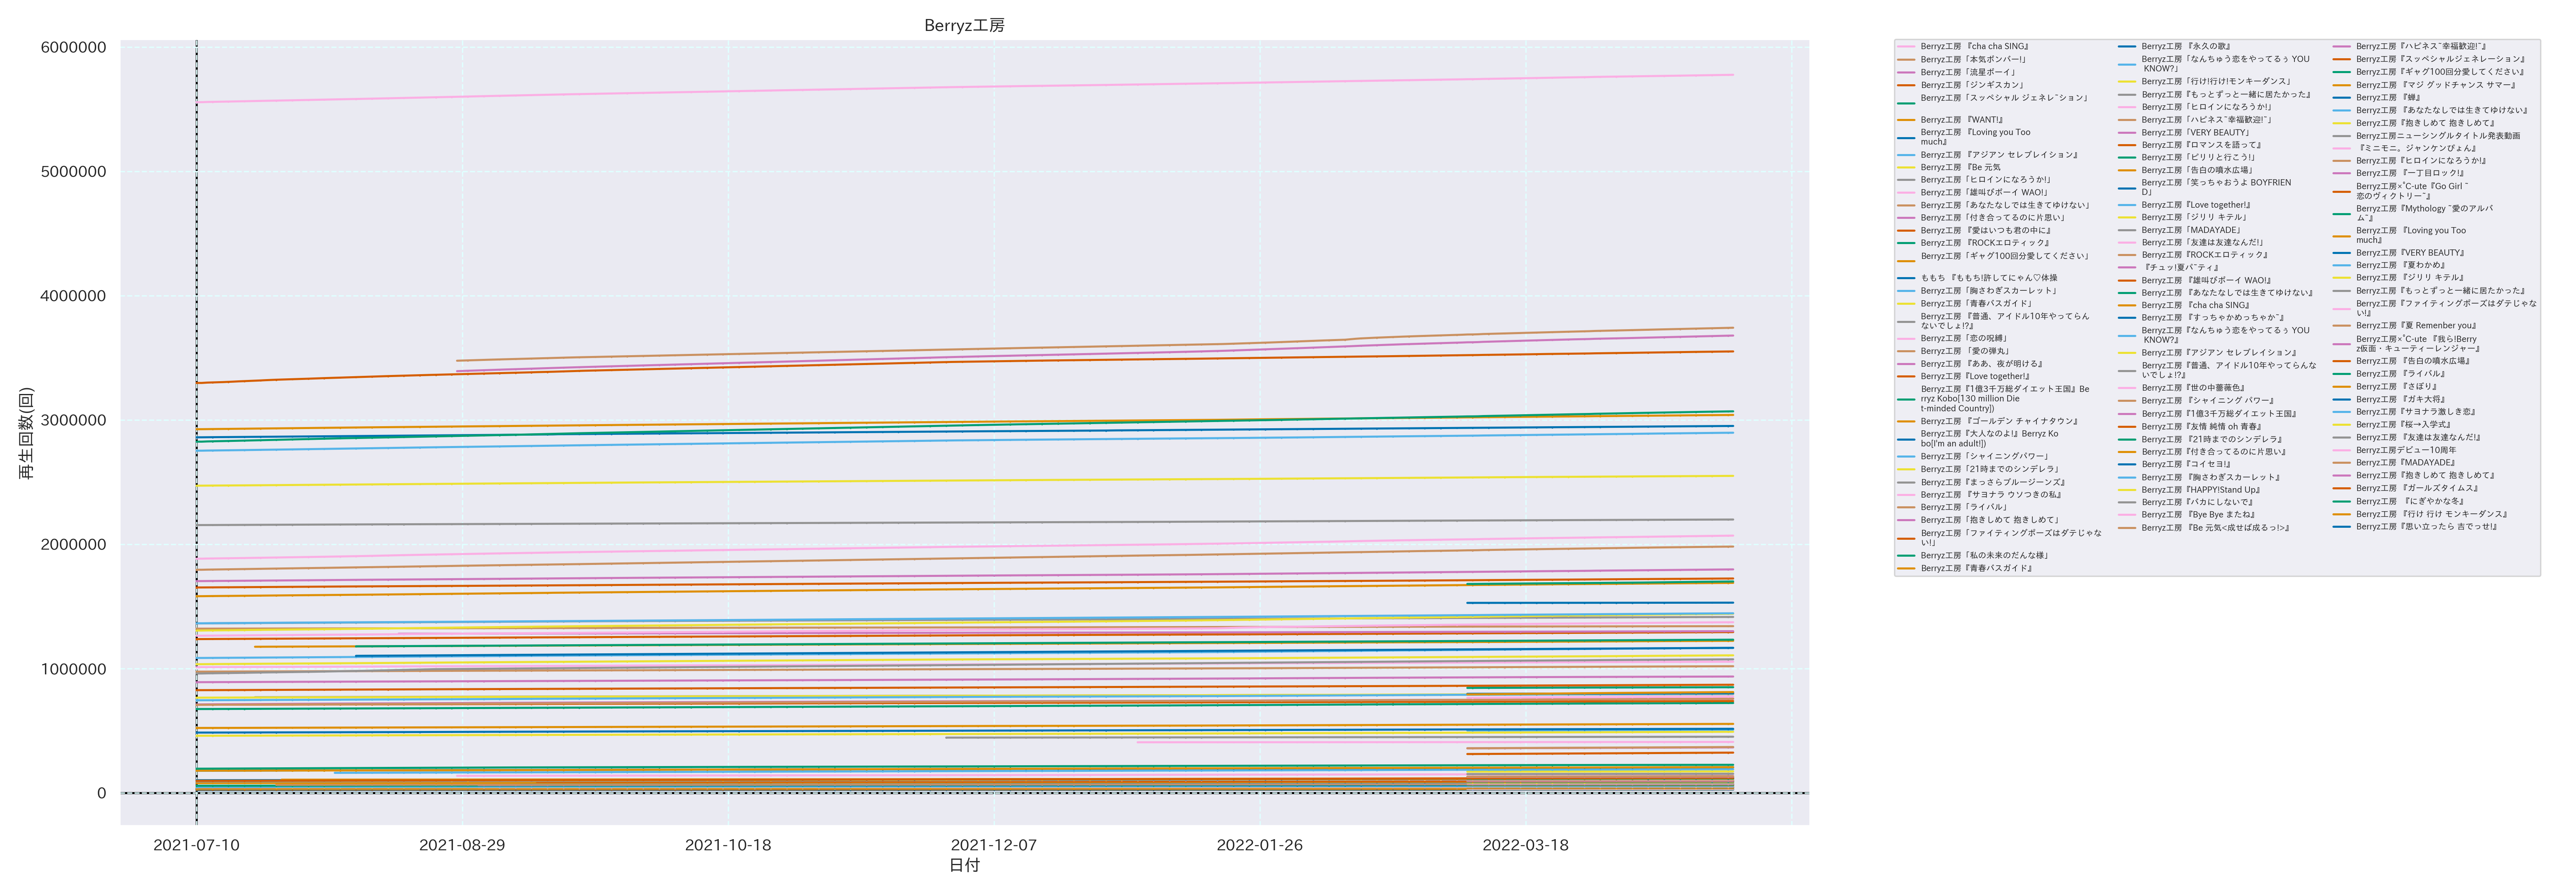 Berryz工房
6000000
5000000
4000000
3000000
2000000
1000000
0
再生回数(回)
2021-07-10
2021-08-29
2021-10-18
2021-12-07
2022-01-26
2022-03-18
日付
Berryz工房 『cha cha SING』
Berryz工房「本気ボンバー!」
Berryz工房「流星ボーイ」
Berryz工房「ジンギスカン」
Berryz工房「スッペシャル ジェネレ~ション」
Berryz工房 『WANT!』
Berryz工房 『Loving you Too
much』
Berryz工房 『アジアン セレブレイション』
Berryz工房 『Be 元気
Berryz工房「ヒロインになろうか!」
Berryz工房 「雄叫びボーイ WAO!」
Berryz工房「あなたなしでは生きてゆけない」
Berryz工房「付き合ってるのに片思い」
Berryz工房 『愛はいつも君の中に』
Berryz工房 『ROCKエロティック』
Berryz工房「ギャグ100回分愛してください」
ももち 『ももち!許してにゃん♡体操
Berryz工房「胸さわぎスカーレット」
Berryz工房「青春バスガイド」
Berryz工房 『普通、アイドル10年やってらん
ないでしょ!?』
Berryz工房「恋の呪縛」
Berryz工房 「愛の弾丸」
Berryz工房 『ああ、夜が明ける』
Berryz工房『Love together!』
Berryz工房『1億3千万総ダイエット王国』Be
rryz Kobo[130 million Die
t-minded Country])
Berryz工房『ゴールデン チャイナタウン』
Berryz工房『大人なのよ!』Berryz Ko
bo[I'm an adult!])
Berryz工房「シャイニングパワー」
Berryz工房「21時までのシンデレラ」
Berryz工房『まっさらブルージーンズ』
Berryz工房 『サヨナラ ウソつきの私』
Berryz工房「ライバル」
Berryz工房「抱きしめて 抱きしめて」
Berryz工房「ファイティングポーズはダテじゃな
い!」
Berryz工房「私の未来のだんな様」
Berryz工房『青春バスガイド』
Berryz工房 『永久の歌』
Berryz工房「なんちゅう恋をやってるぅ YOU
KNOW?」
Berryz工房「行け!行け!モンキーダンス」
Berryz工房『もっとずっと一緒に居たかった』
Berryz工房「ヒロインになろうか!」
Berryz工房「ハピネス~幸福歓迎!~」
Berryz工房「VERY BEAUTY」
Berryz工房『ロマンスを語って』
Berryz工房「ピリリと行こう!」
Berryz工房「告白の噴水広場」
Berryz工房「笑っちゃおうよ BOYFRIEN
D」
Berryz工房『Love together!』
Berryz工房「ジリリ キテル」
Berryz工房「MADAYADE」
Berryz工房「友達は友達なんだ!」
Berryz工房『ROCKエロティック』
『チュッ!夏パ~ティ』
Berryz工房 『雄叫びボーイ WAO!』
Berryz工房『あなたなしでは生きてゆけない』
Berryz工房『cha cha SING』
Berryz工房『すっちゃかめっちゃか~』
Berryz工房『なんちゅう恋をやってるぅ YOU
KNOW?』
Berryz工房『アジアン セレブレイション』
Berryz工房『普通、アイドル10年やってらんな
いでしょ!?』
Berryz工房『世の中薔薇色』
Berryz工房『シャイニング パワー』
Berryz工房『1億3千万総ダイエット王国』
Berryz工房『友情 純情 oh 青春』
Berryz工房『21時までのシンデレラ』
Berryz工房『付き合ってるのに片思い』
Berryz工房『コイセヨ!』
Berryz工房『胸さわぎスカーレット』
Berryz工房『HAPPY!Stand Up』
Berryz工房『バカにしないで』
Berryz工房『Bye Bye またね』
Berryz工房 『Be 元気<成せば成るっ!>』
Berryz工房『ハピネス~幸福歓迎!~』
Berryz工房『スッペシャルジェネレーション』
Berryz工房『ギャグ100回分愛してください』
Berryz工房 『マジ グッドチャンス サマー』
Berryz工房 『蝉』
Berryz工房 『あなたなしでは生きてゆけない』
Berryz工房『抱きしめて 抱きしめて』
Berryz工房ニューシングルタイトル発表動画
『ミニモニ。ジャンケンぴょん』
Berryz工房『ヒロインになろうか!』
Berryz工房『一丁目ロック!』
Berryz工房×℃-ute『Go Girl ~
恋のヴィクトリー~』
Berryz工房『Mythology ~愛のアルバ
ム~』
Berryz工房 『Loving you Too
much』
Berryz工房『VERY BEAUTY』
Berryz工房 『夏わかめ』
Berryz工房 『ジリリ キテル』
Berryz工房『もっとずっと一緒に居たかった』
Berryz工房『ファイティングポーズはダテじゃな
い!』
Berryz工房『夏 Remember you』
Berryz工房×℃-ute 『我ら!Berry
z仮面・キューティーレンジャー』
Berryz工房 『告白の噴水広場』
Berryz工房 『ライバル』
Berryz工房 『さぼり』
Berryz工房 『ガキ大将』
Berryz工房『サヨナラ激しき恋』
Berryz工房 『桜→入学式』
Berryz工房『友達は友達なんだ!』
Berryz工房デビュー10周年
Berryz工房『MADAYADE』
Berryz工房『抱きしめて 抱きしめて』
Berryz工房『ガールズタイムス』
Berryz工房 『にぎやかな冬』
Berryz工房 『行け 行け モンキーダンス』
Berryz工房『思い立ったら 吉でっせ!』